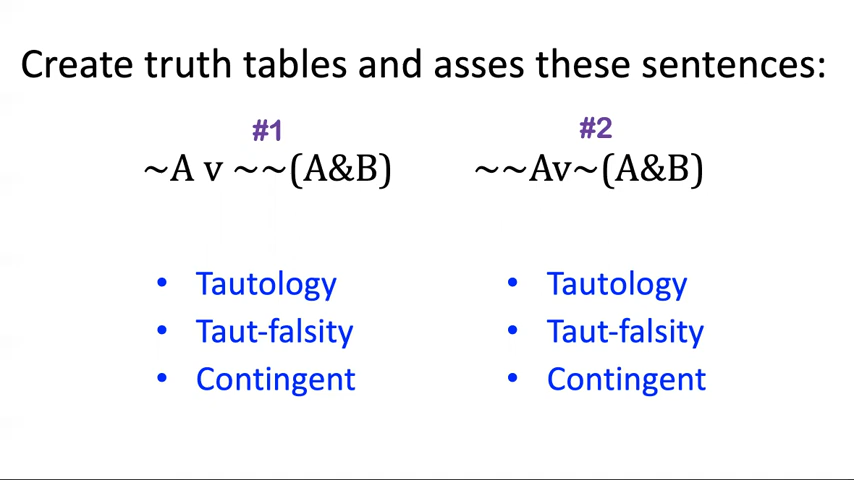 Create truth tables and asses these sentences:
#1
#2
~A v ~~(A&B)
~~Av~(A&B)
• Tautology
• Taut-falsity
• Contingent
• Tautology
• Taut-falsity
• Contingent